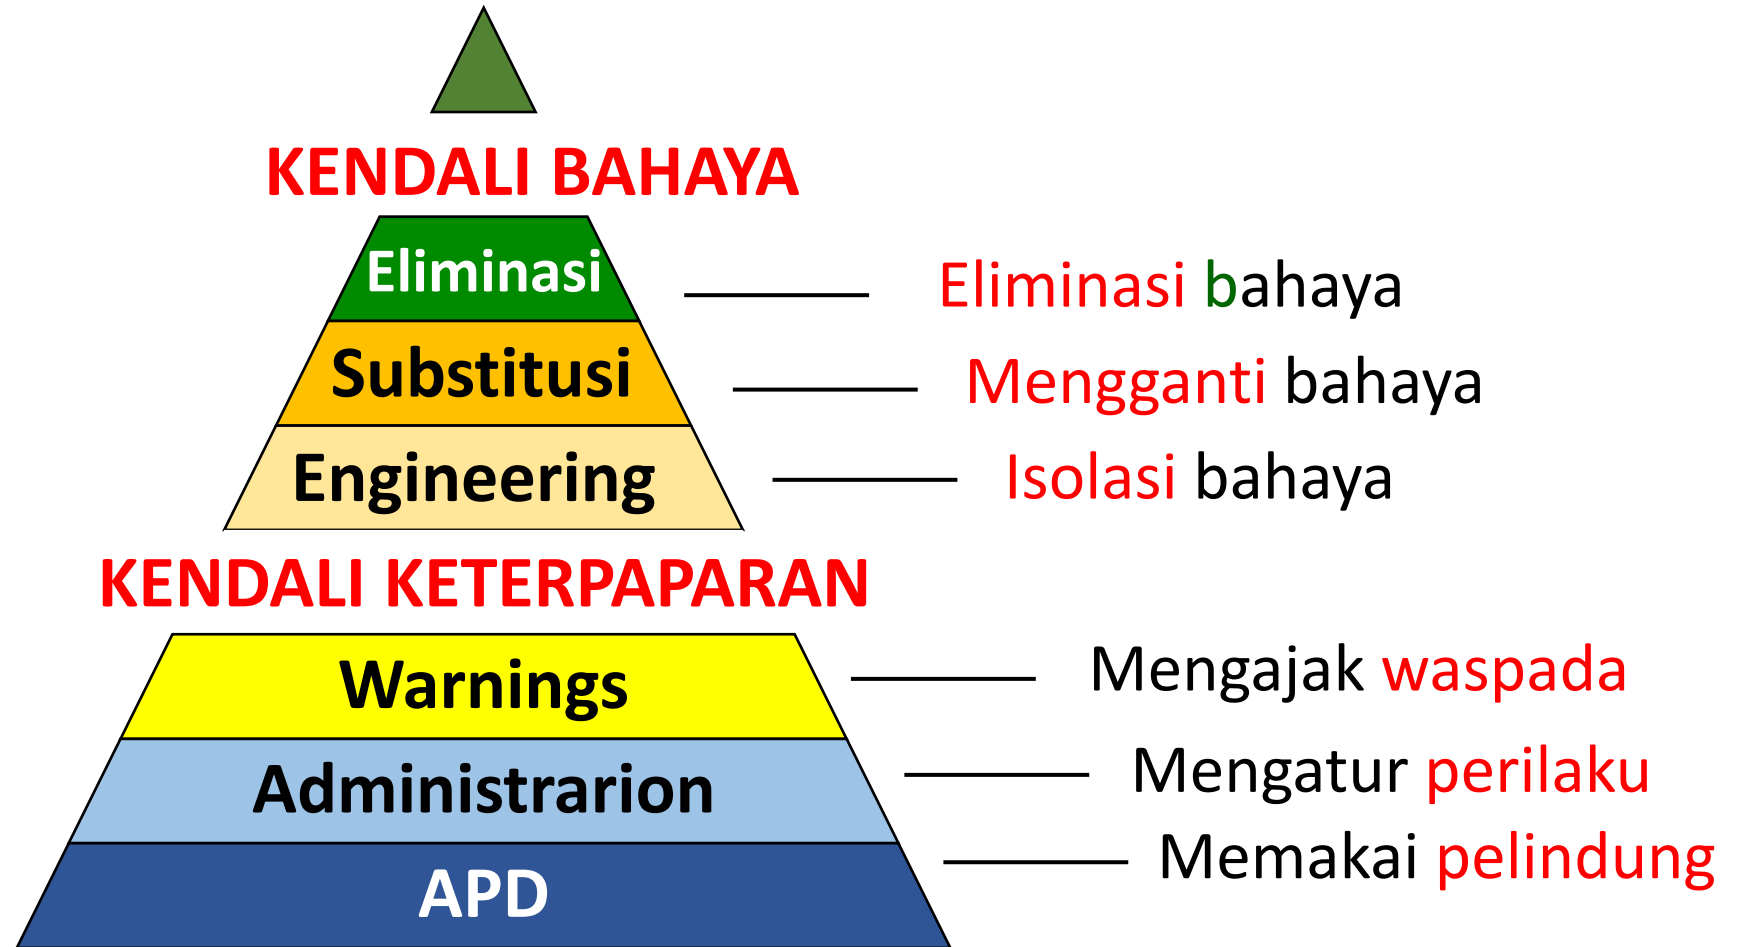 KENDALI BAHAYA
Eliminasi
Eliminasi bahaya
Substitusi
Mengganti bahaya
Engineering
Isolasi bahaya
KENDALI KETERPAPARAN
Warnings
Mengajak waspada
Administrarion
Mengatur perilaku
APD
Memakai pelindung